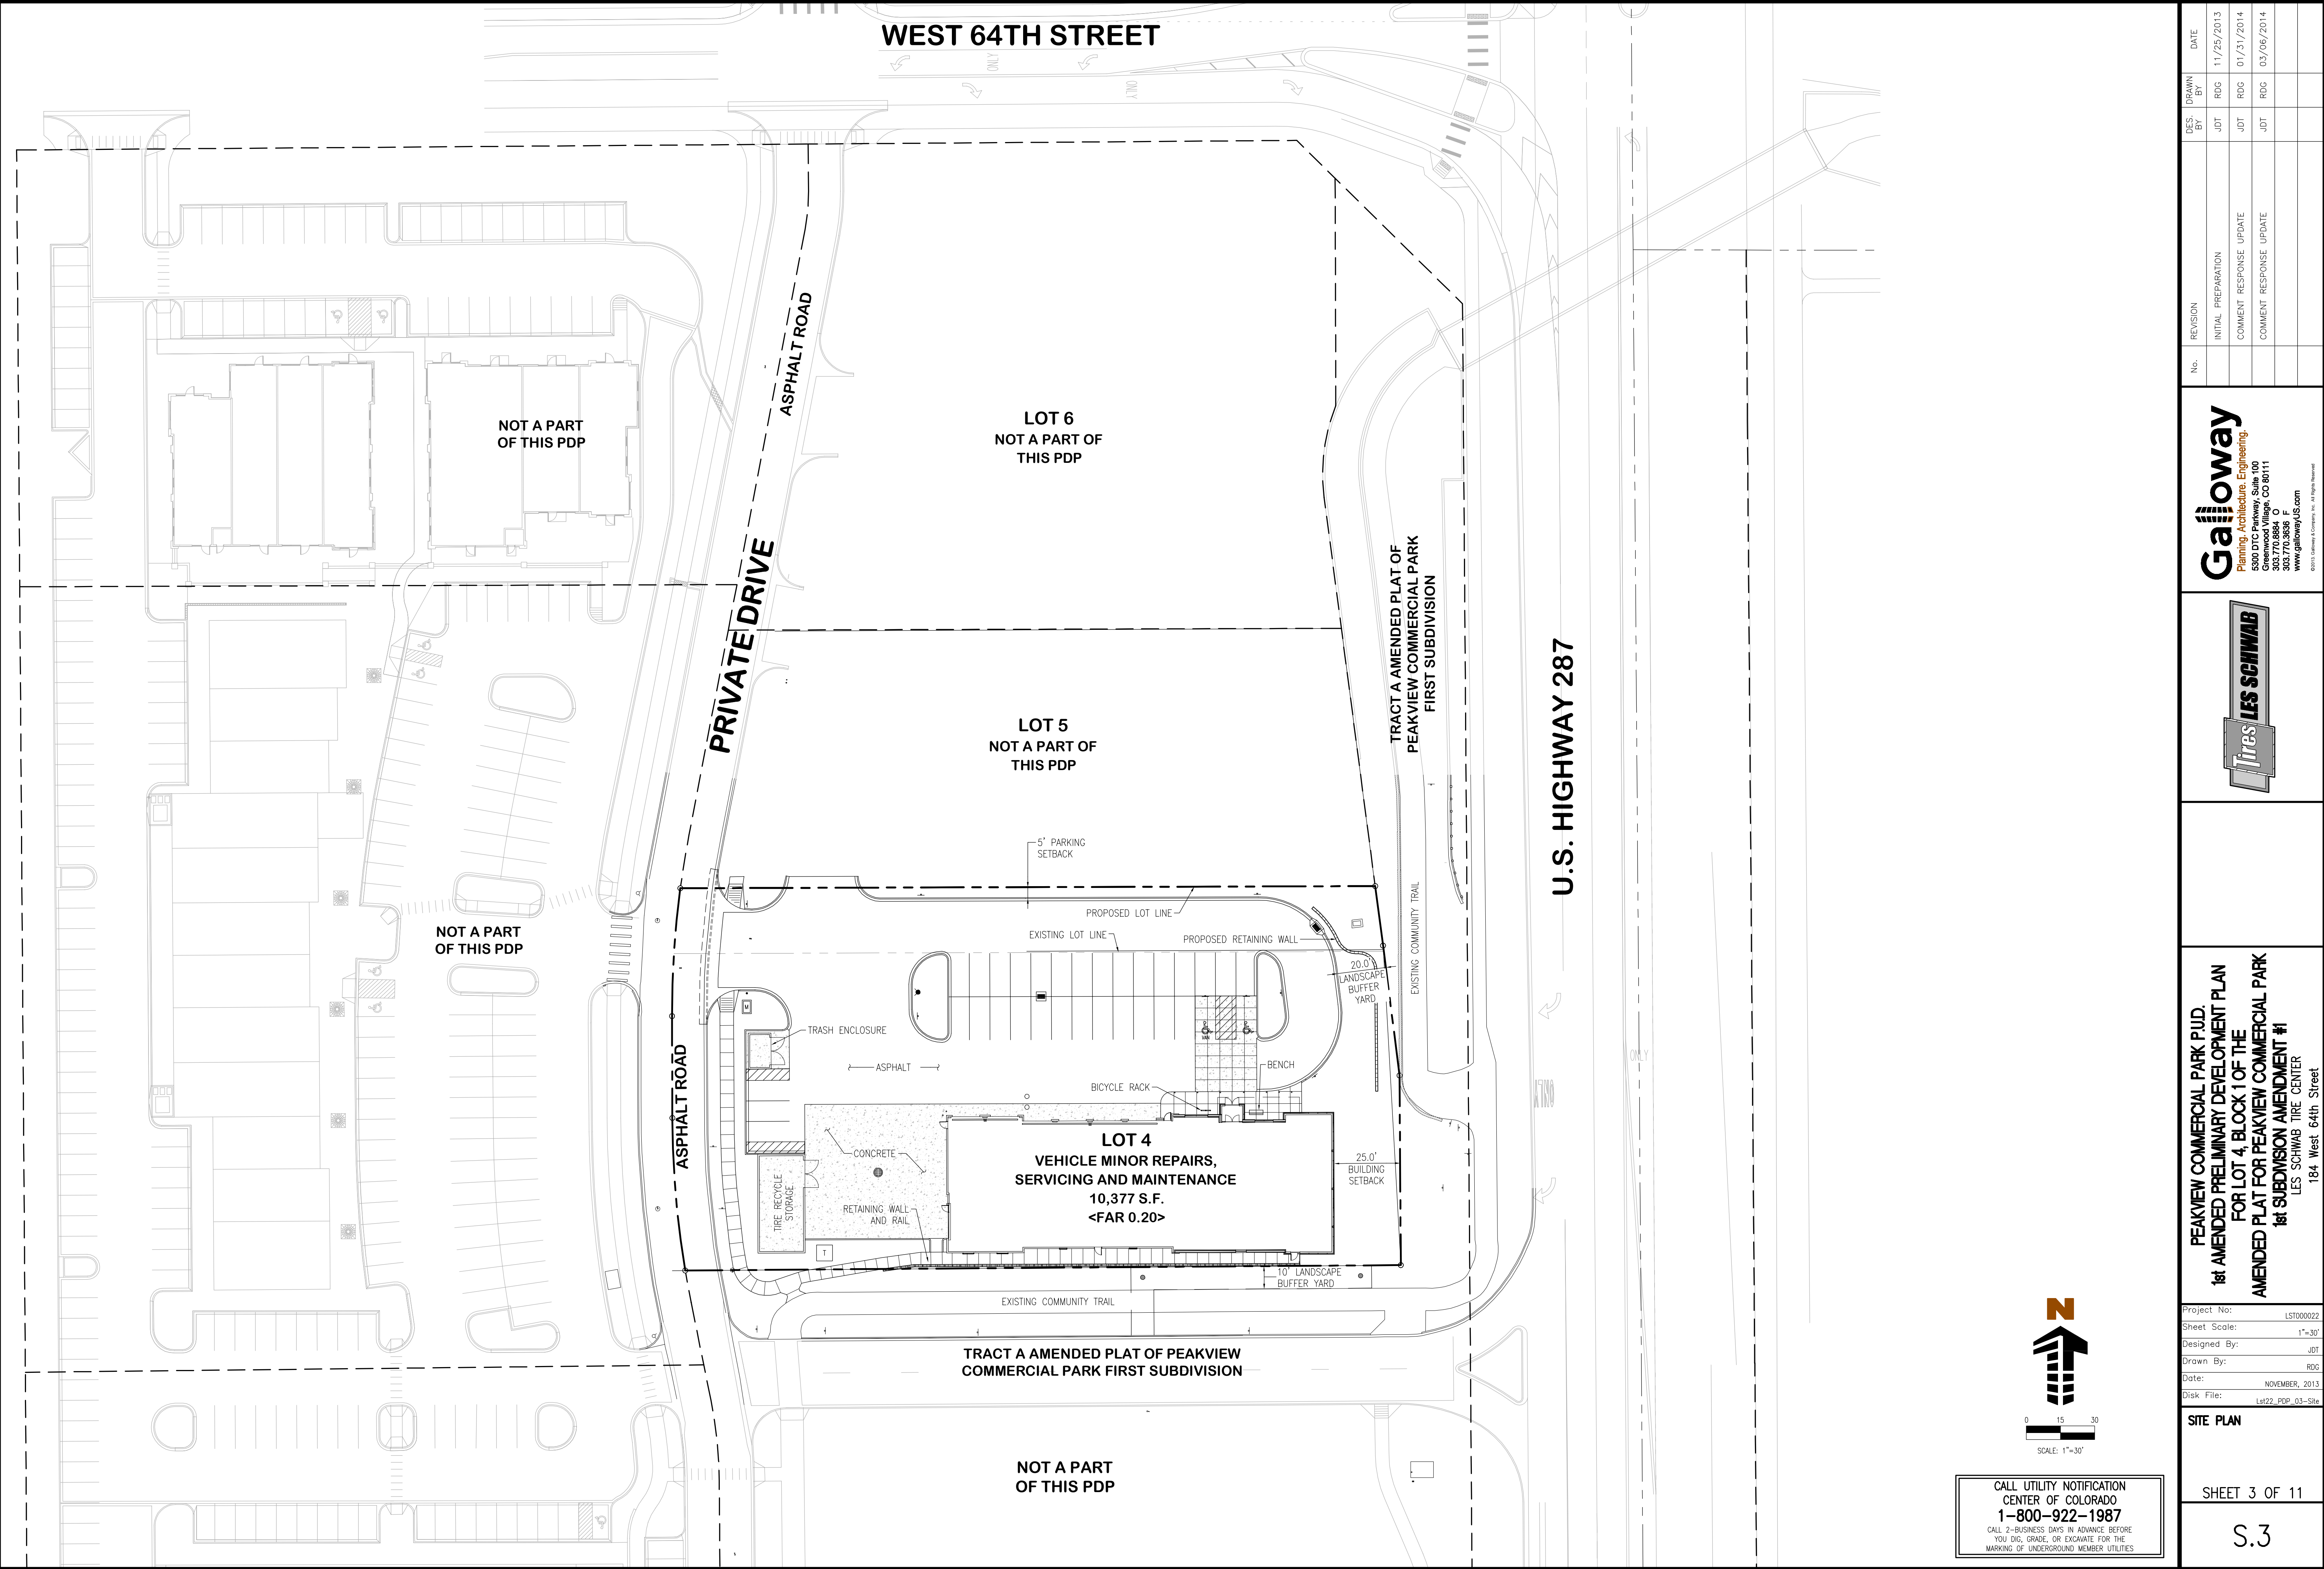 WEST 64TH STREET
ONLY
ONLY
ASPHALT ROAD
PRIVATE DRIVE
NOT A PART
OF THIS PDP
LOT 6
NOT A PART OF
THIS PDP
TRACT A AMENDED PLAT OF
PEAKVIEW COMMERCIAL PARK
FIRST SUBDIVISION
U.S. HIGHWAY 287
LOT 5
NOT A PART OF
THIS PDP
5' PARKING
SETBACK
PROPOSED LOT LINE
EXISTING LOT LINE
PROPOSED RETAINING WALL
20.0'
LANDSCAPE
BUFFER
YARD
EXISTING COMMUNITY TRAIL
NOT A PART
OF THIS PDP
M
TRASH ENCLOSURE
ASPHALT
VAN
BENCH
BICYCLE RACK
ONLY
ONLY
ASPHALT ROAD
CONCRETE
TIRE RECYCLE
STORAGE
RETAINING WALL
AND RAIL
T
LOT 4
VEHICLE MINOR REPAIRS,
SERVICING AND MAINTENANCE
10,377 S.F.
<FAR 0.20>
25.0'
BUILDING
SETBACK
10' LANDSCAPE
BUFFER YARD
EXISTING COMMUNITY TRAIL
TRACT A AMENDED PLAT OF PEAKVIEW
COMMERCIAL PARK FIRST SUBDIVISION
NOT A PART
OF THIS PDP
N
0 15 30
SCALE: 1"=30'
CALL UTILITY NOTIFICATION
CENTER OF COLORADO
1-800-922-1987
CALL 2-BUSINESS DAYS IN ADVANCE BEFORE
YOU DIG, GRADE, OR EXCAVATE FOR THE
MARKING OF UNDERGROUND MEMBER UTILITIES
No. REVISION DES. BY DRAWN BY DATE
INITIAL PREPARATION JDT RDG 11/25/2013
COMMENT RESPONSE UPDATE JDT RDG 01/31/2014
COMMENT RESPONSE UPDATE JDT RDG 03/06/2014
Galloway
Planning. Architecture. Engineering.
5300 DTC Parkway, Suite 100
Greenwood Village, CO 80111
303.770.8884 O
303.770.3636 F
www.gallowayUS.com
©2013 Galloway & Company, Inc. All Rights Reserved
Tires LES SCHWAB
PEAKVIEW COMMERCIAL PARK P.U.D.
1st AMENDED PRELIMINARY DEVELOPMENT PLAN
FOR LOT 4, BLOCK 1 OF THE
AMENDED PLAT FOR PEAKVIEW COMMERCIAL PARK
1st SUBDIVISION AMENDMENT #1
LES SCHWAB TIRE CENTER
184 West 64th Street
Project No: LST000022
Sheet Scale: 1"=30'
Designed By: JDT
Drawn By: RDG
Date: NOVEMBER, 2013
Disk File: Lst22_PDP_03-Site
SITE PLAN
SHEET 3 OF 11
S.3